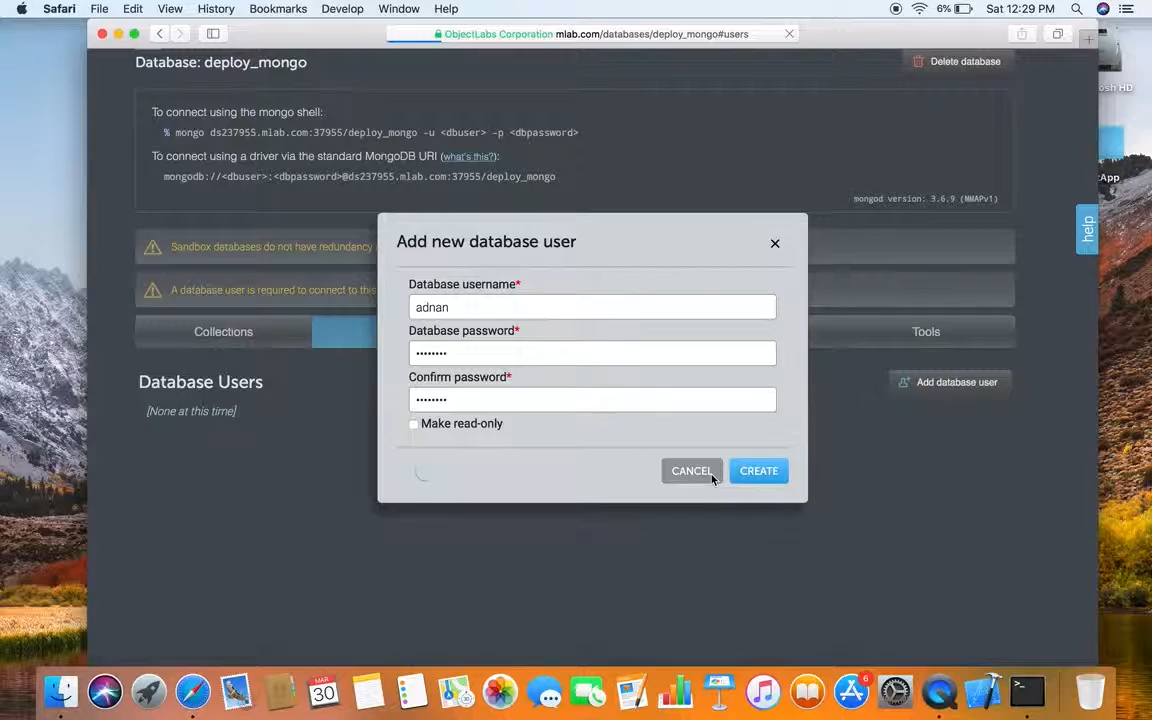 Safari File Edit View History Bookmarks Develop Window Help 6% Sat 12:29 PM
ObjectLabs Corporation mlab.com/databases/deploy_mongo#users
Database: deploy_mongo
Delete database
osh HD
To connect using the mongo shell:
% mongo ds237955.mlab.com:37955/deploy_mongo -u <dbuser> -p <dbpassword>
To connect using a driver via the standard MongoDB URI (what's this?):
mongodb://<dbuser>:<dbpassword>@ds237955.mlab.com:37955/deploy_mongo
tApp
mongod version: 3.6.9 (MMAPv1)
help
Sandbox databases do not have redundancy
A database user is required to connect to this
Collections
Tools
Database Users
Add database user
[None at this time]
Add new database user
Database username*
adnan
Database password*
••••••••
Confirm password*
••••••••
Make read-only
CANCEL CREATE
MAR
30
6
>_